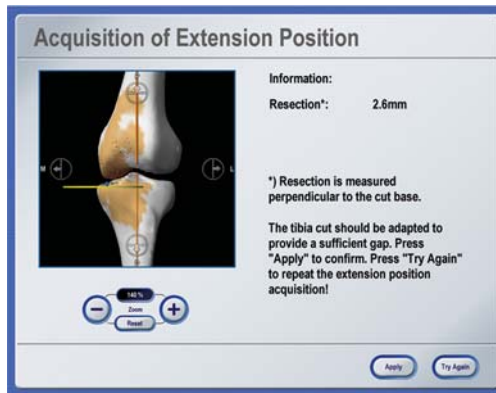 Acquisition of Extension Position
Information:
Resection*: 2.6mm
M
L
*) Resection is measured
perpendicular to the cut base.
The tibia cut should be adapted to
provide a sufficient gap. Press
"Apply" to confirm. Press "Try Again"
to repeat the extension position
acquisition!
140 %
Zoom
Reset
Apply
Try Again